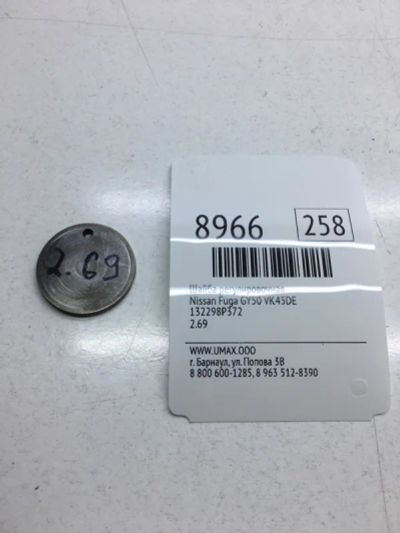 2.69
8966 258
Шайба регулировочная
Nissan Fuga GY50 VK45DE
132298P372
2.69
WWW.UMAX.OOO
г. Барнаул, ул. Попова 3В
8 800 600-1285, 8 963 512-8390